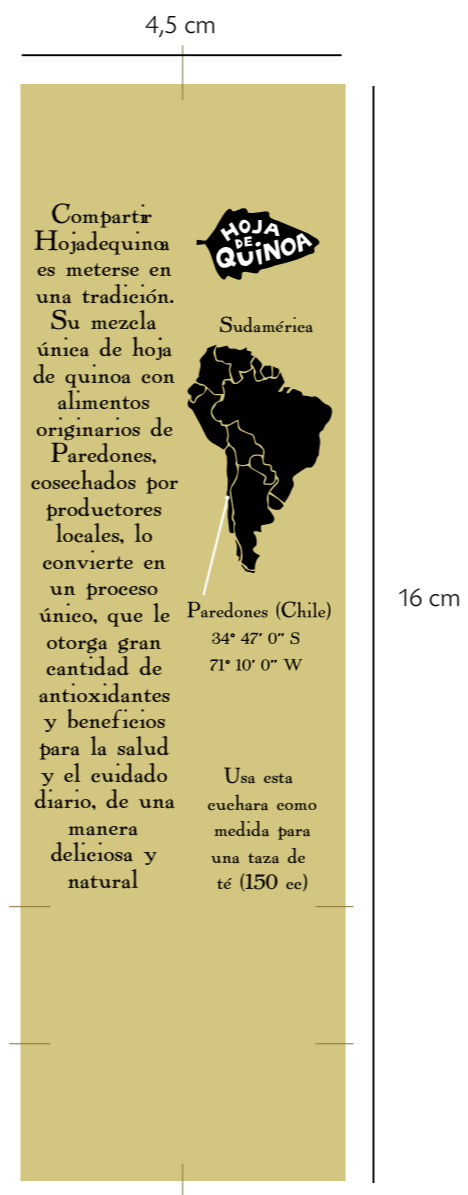 4,5 cm
Compartir
Hojadequinoa
es meterse en
una tradición.
Su mezcla
única de hoja
de quinoa con
alimentos
originarios de
Paredones,
cosechados por
productores
locales, lo
convierte en
un proceso
único, que le
otorga gran
cantidad de
antioxidantes
y beneficios
para la salud
y el cuidado
diario, de una
manera
deliciosa y
natural
HOJA
DE
QUINOA
Sudamérica
Paredones (Chile)
34° 47' 0" S
71° 10' 0" W
Usa esta
cuchara como
medida para
una taza de
té (150 cc)
16 cm